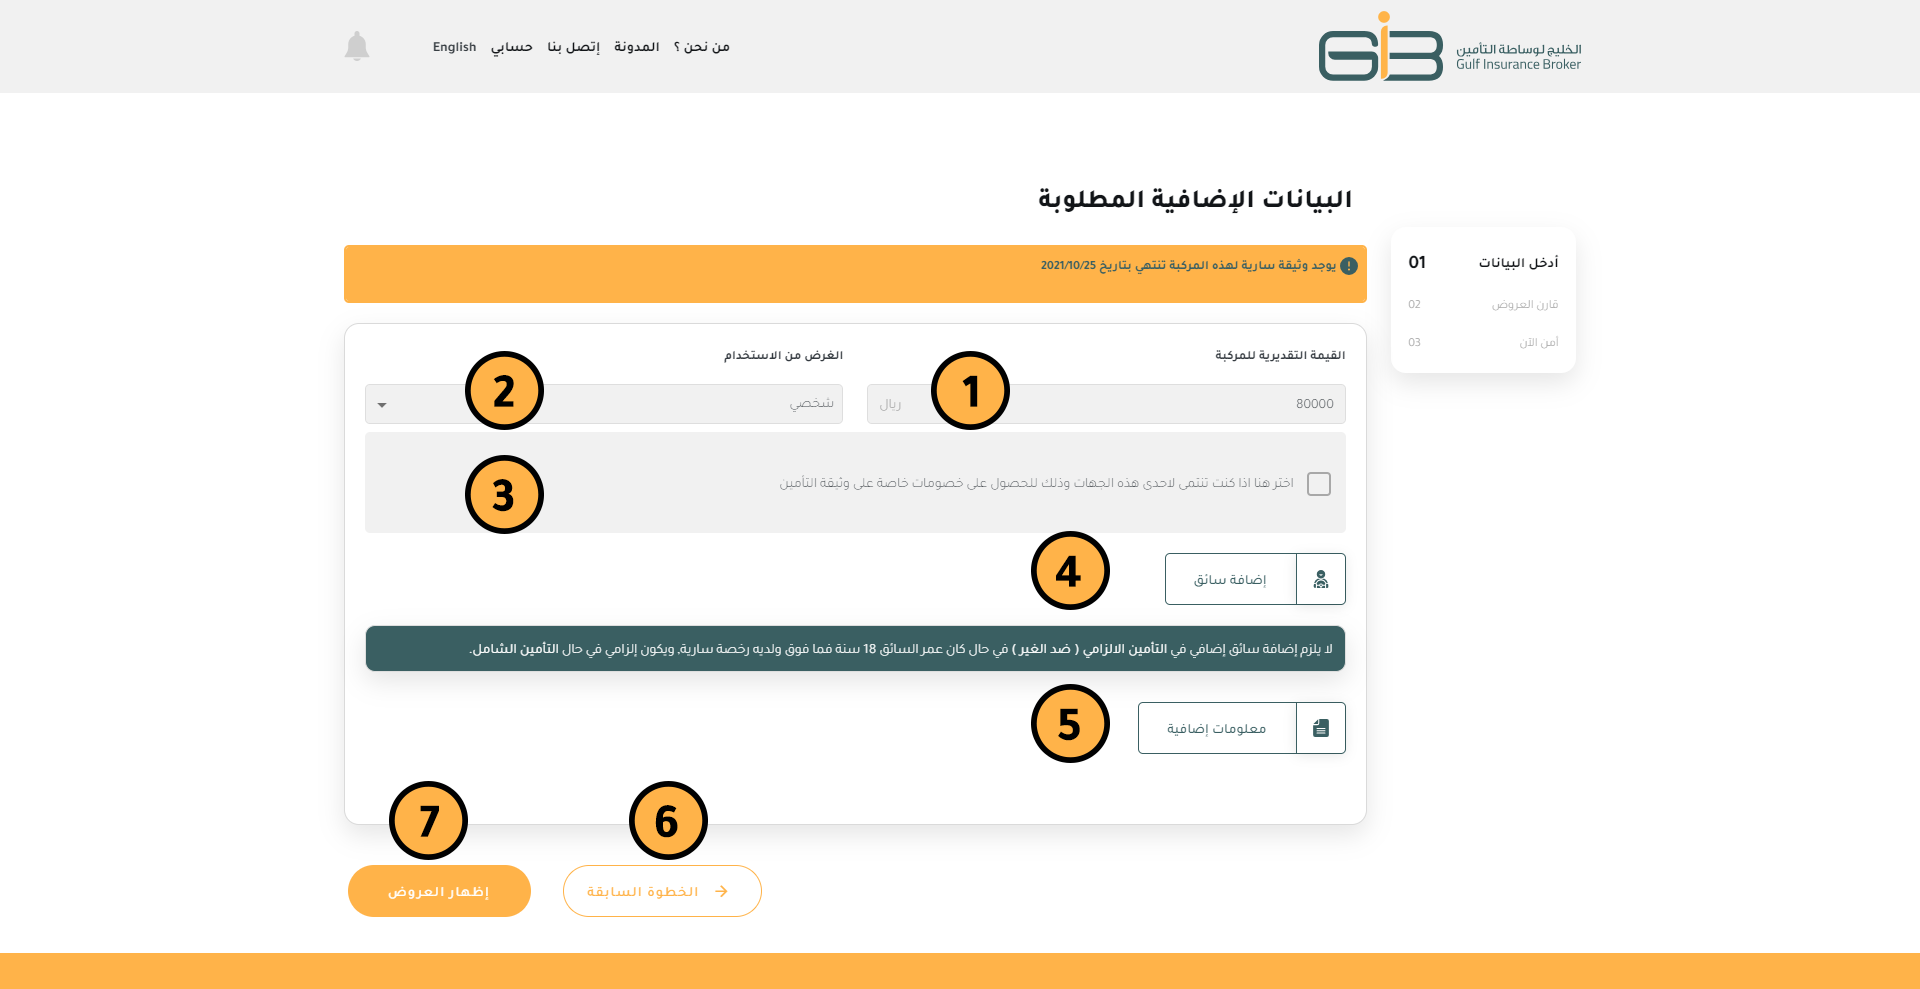 الخليج لوساطة التأمين
Gulf Insurance Broker
من نحن ؟ المدونة إتصل بنا حسابي English
البيانات الإضافية المطلوبة
أدخل البيانات 01
قارن العروض 02
أمن الآن 03
يوجد وثيقة سارية لهذه المركبة تنتهي بتاريخ 2021/10/25
القيمة التقديرية للمركبة
80000 ريال
1
الغرض من الاستخدام
شخصي
2
اختر هنا اذا كنت تنتمى لاحدى هذه الجهات وذلك للحصول على خصومات خاصة على وثيقة التأمين
3
إضافة سائق
4
لا يلزم إضافة سائق إضافي في التأمين الالزامي ( ضد الغير ) في حال كان عمر السائق 18 سنة فما فوق ولديه رخصة سارية, ويكون إلزامي في حال التأمين الشامل.
معلومات إضافية
5
6
7
الخطوة السابقة
إظهار العروض